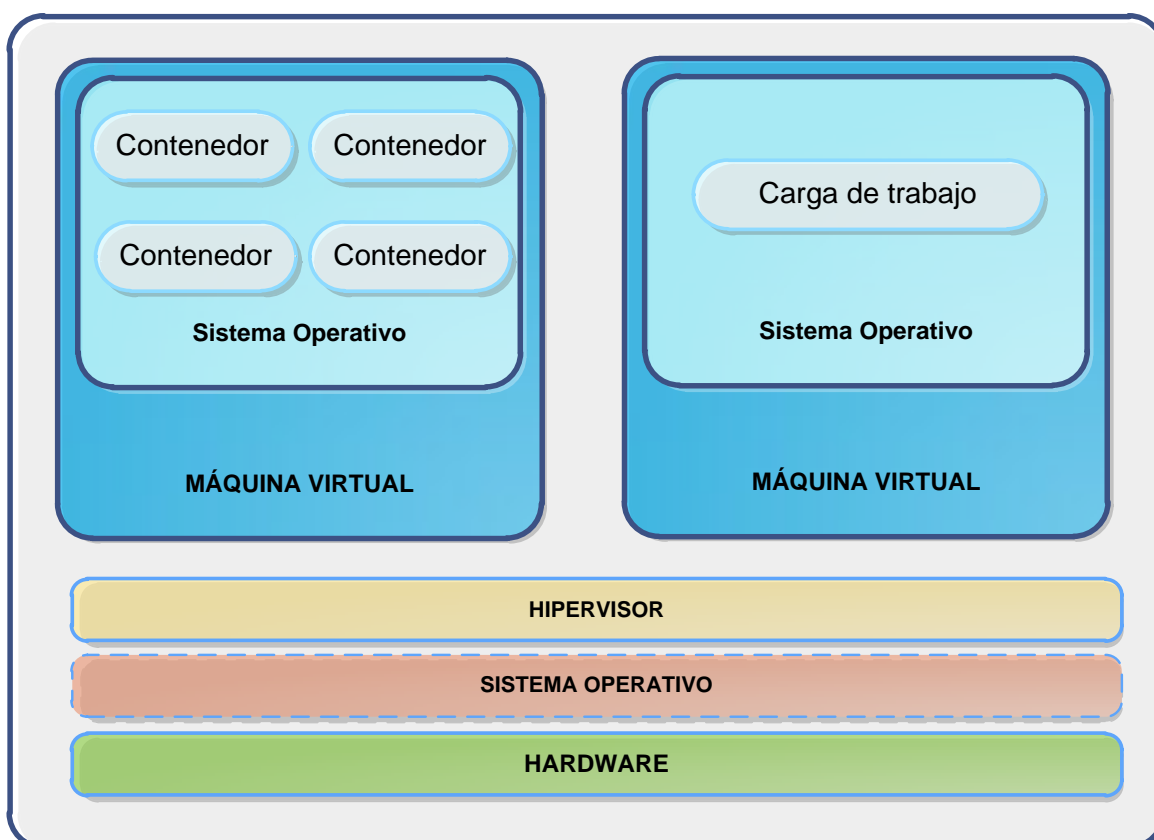 Contenedor Contenedor
Contenedor Contenedor
Sistema Operativo
MÁQUINA VIRTUAL
Carga de trabajo
Sistema Operativo
MÁQUINA VIRTUAL
HIPERVISOR
SISTEMA OPERATIVO
HARDWARE